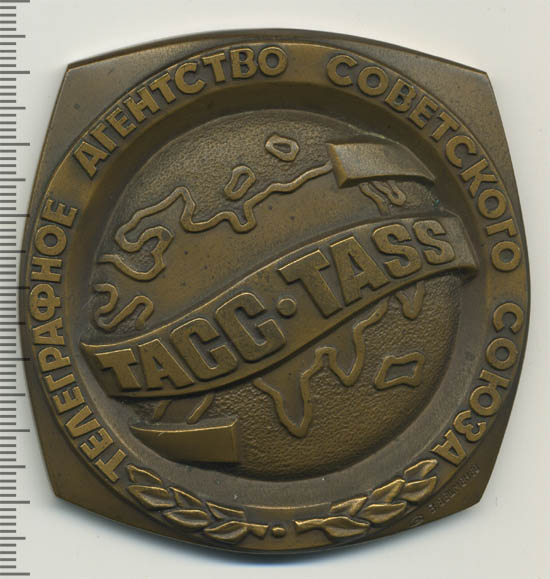 ТЕЛЕГРАФНОЕ АГЕНТСТВО СОВЕТСКОГО СОЮЗА
ТАСС · TASS